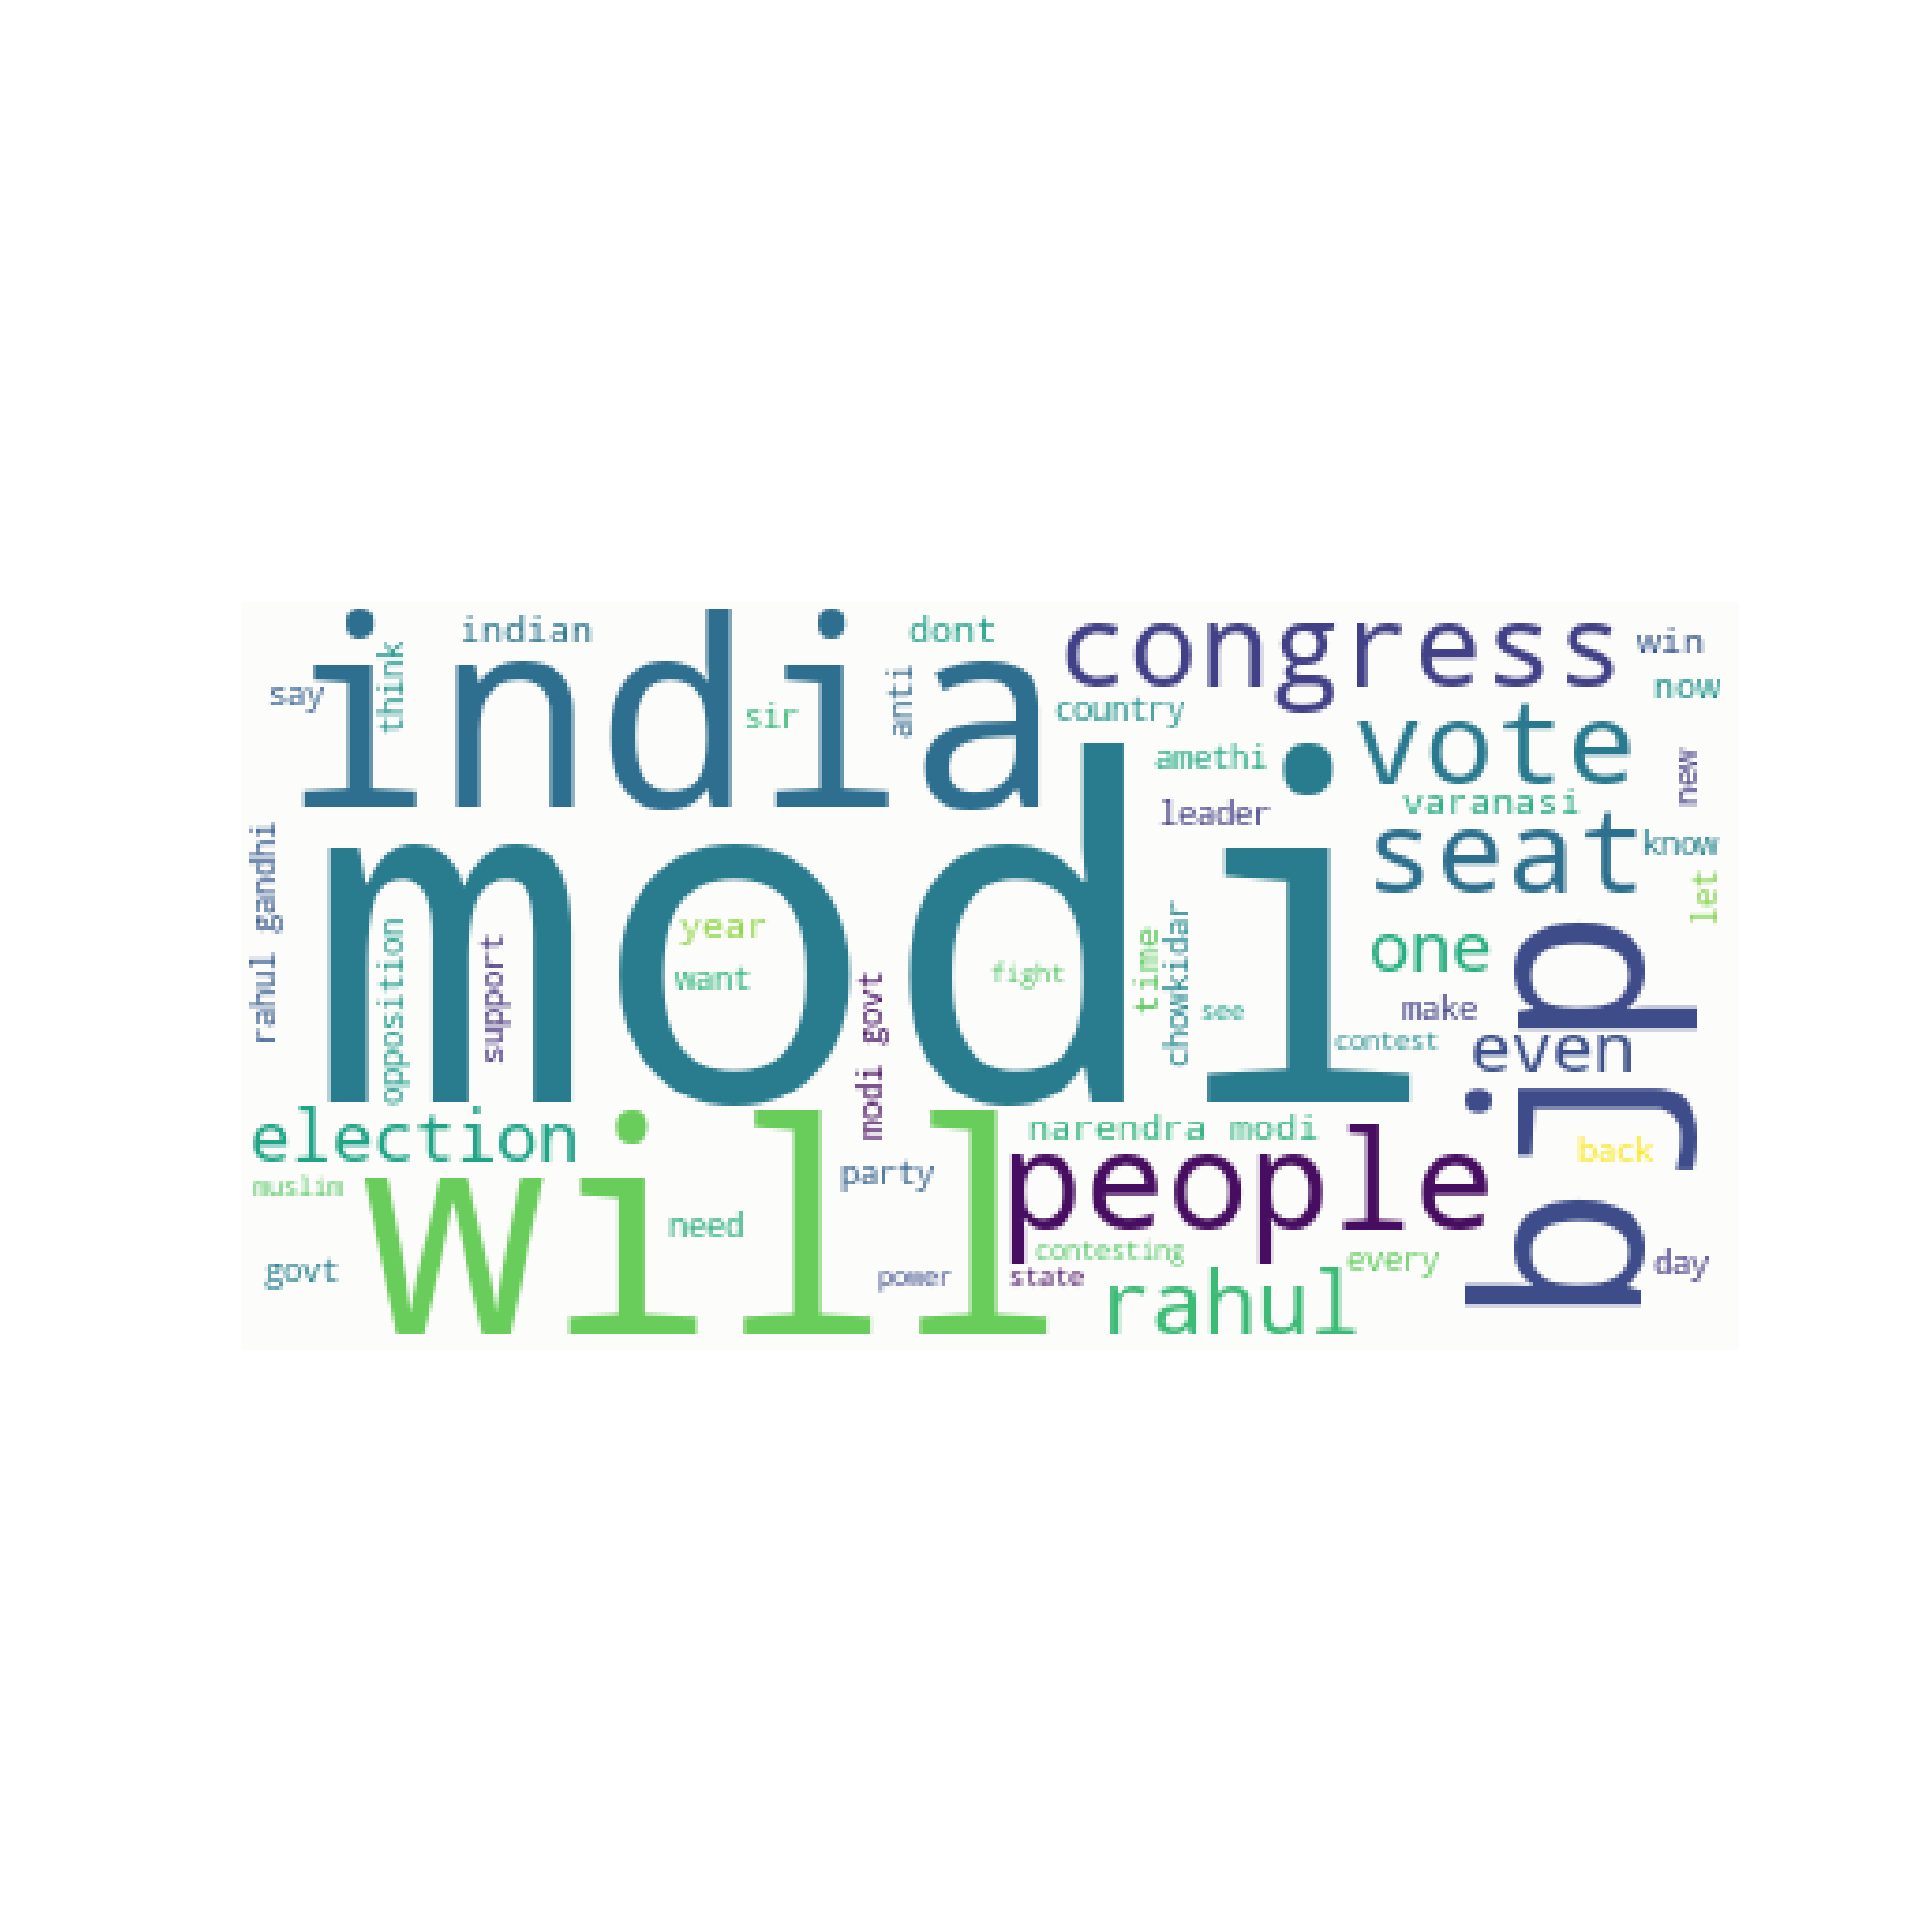 india
indian
dont
congress
win
say
think
sir
anti
country
now
vote
amethi
new
leader
varanasi
modi
seat
know
let
rahul gandhi
opposition
support
year
want
modi govt
fight
time
chowkidar
see
one
make
contest
even
bjp
election
narendra modi
back
muslim
will
party
people
need
govt
power
contesting
state
every
day
rahul